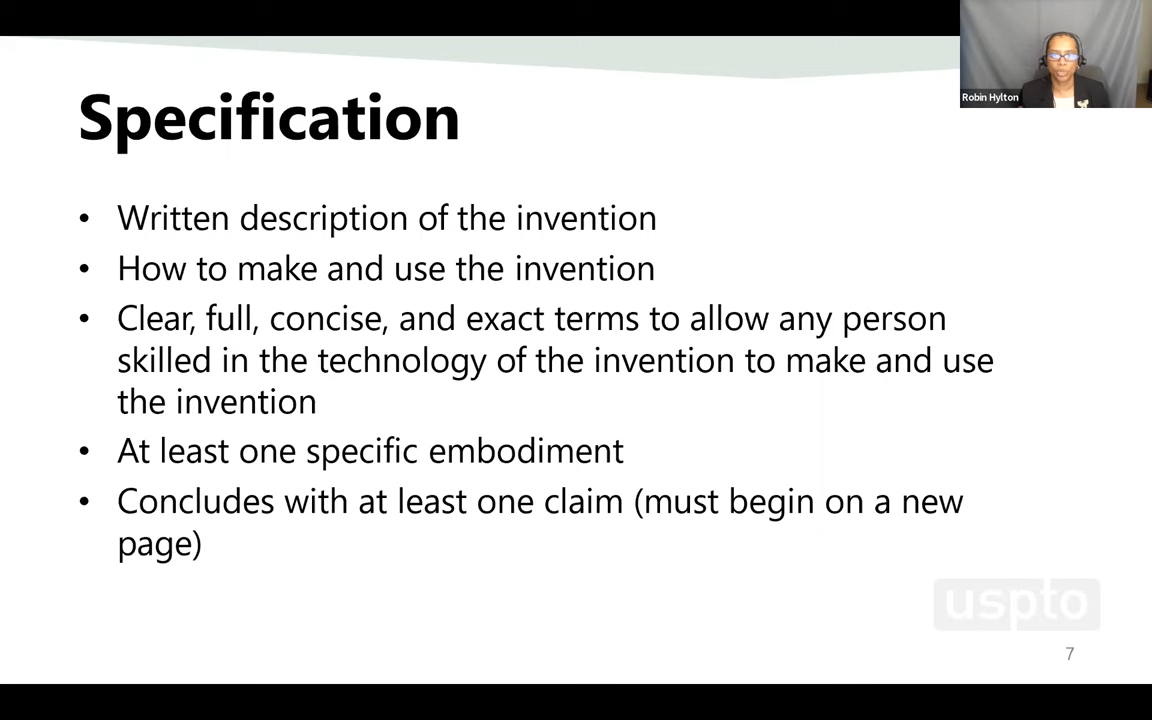 Robin Hylton
Specification
• Written description of the invention
• How to make and use the invention
• Clear, full, concise, and exact terms to allow any person
skilled in the technology of the invention to make and use
the invention
• At least one specific embodiment
• Concludes with at least one claim (must begin on a new
page)
uspto
7